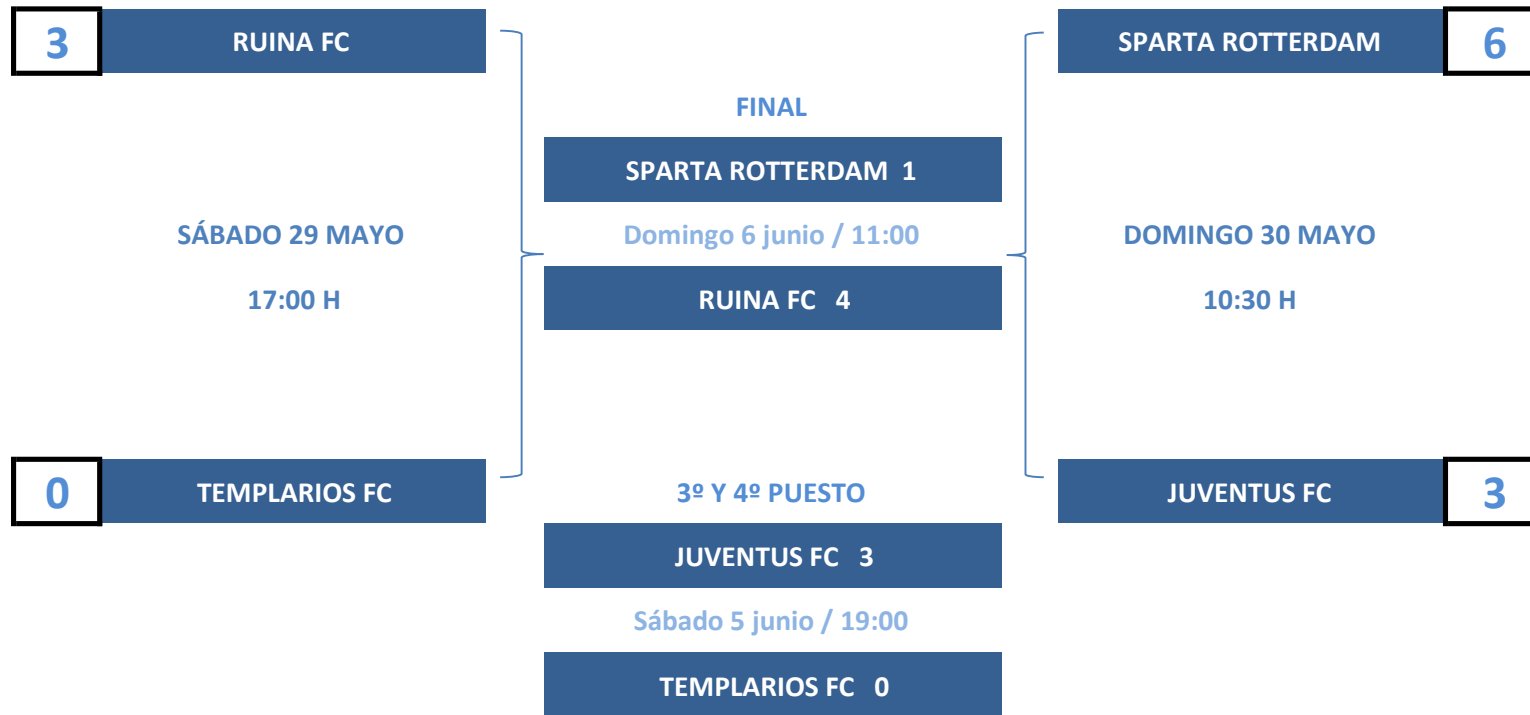 3 RUINA FC
SPARTA ROTTERDAM 6
FINAL
SPARTA ROTTERDAM 1
SÁBADO 29 MAYO
Domingo 6 junio / 11:00
DOMINGO 30 MAYO
17:00 H
RUINA FC 4
10:30 H
0 TEMPLARIOS FC
3º Y 4º PUESTO
JUVENTUS FC 3
JUVENTUS FC 3
Sábado 5 junio / 19:00
TEMPLARIOS FC 0